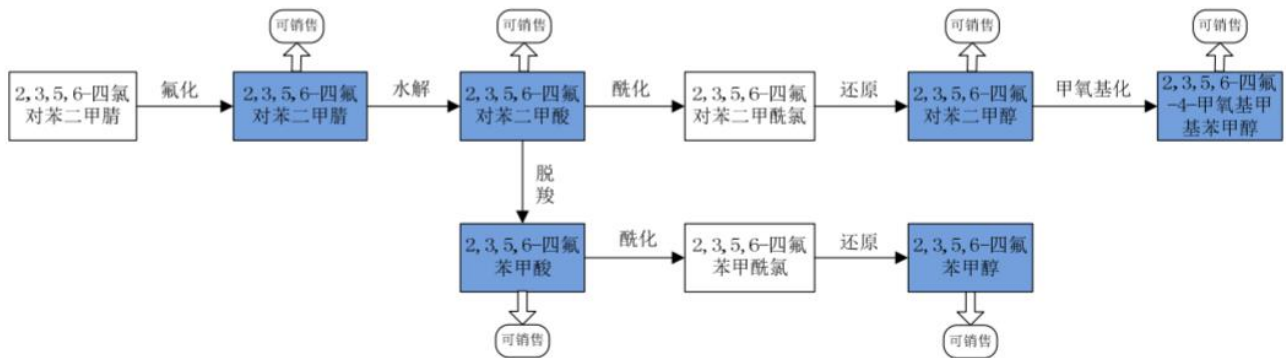 可销售
可销售
可销售
可销售
2,3,5,6-四氯
对苯二甲腈
氟化
2,3,5,6-四氟
对苯二甲腈
水解
2,3,5,6-四氟
对苯二甲酸
酰化
2,3,5,6-四氟
对苯二甲酰氯
还原
2,3,5,6-四氟
对苯二甲醇
甲氧基化
2,3,5,6-四氟
-4-甲氧基甲
基苯甲醇
脱
羧
2,3,5,6-四氟
苯甲酸
酰化
2,3,5,6-四氟
苯甲酰氯
还原
2,3,5,6-四氟
苯甲醇
可销售
可销售